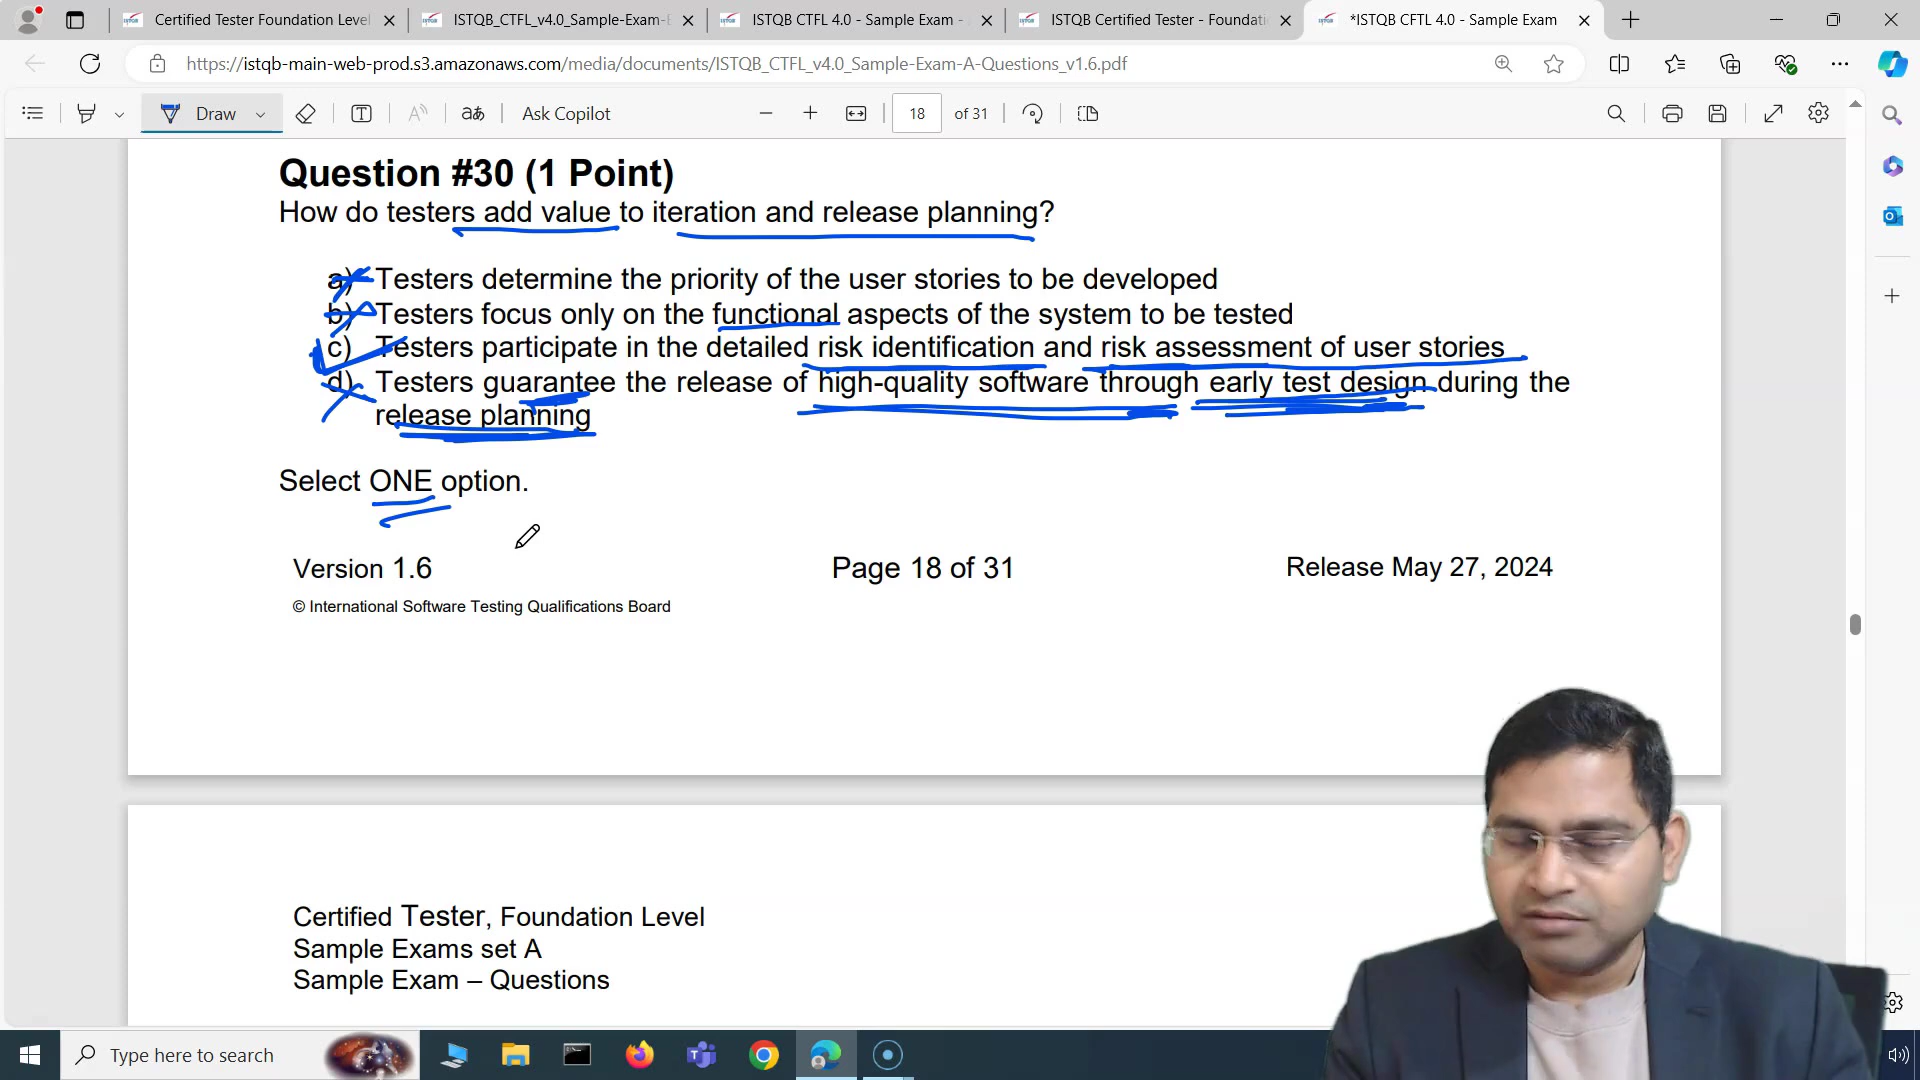 Certified Tester Foundation Level
ISTQB_CTFL_v4.0_Sample-Exam-E
ISTQB CTFL 4.0 - Sample Exam -
ISTQB Certified Tester - Foundati
*ISTQB CFTL 4.0 - Sample Exam
https://istqb-main-web-prod.s3.amazonaws.com/media/documents/ISTQB_CTFL_v4.0_Sample-Exam-A-Questions_v1.6.pdf
Draw
aあ
Ask Copilot
18 of 31
Question #30 (1 Point)
How do testers add value to iteration and release planning?
a) Testers determine the priority of the user stories to be developed
b) Testers focus only on the functional aspects of the system to be tested
c) Testers participate in the detailed risk identification and risk assessment of user stories
d) Testers guarantee the release of high-quality software through early test design during the
release planning
Select ONE option.
Version 1.6 Page 18 of 31 Release May 27, 2024
© International Software Testing Qualifications Board
Certified Tester, Foundation Level
Sample Exams set A
Sample Exam – Questions
Type here to search